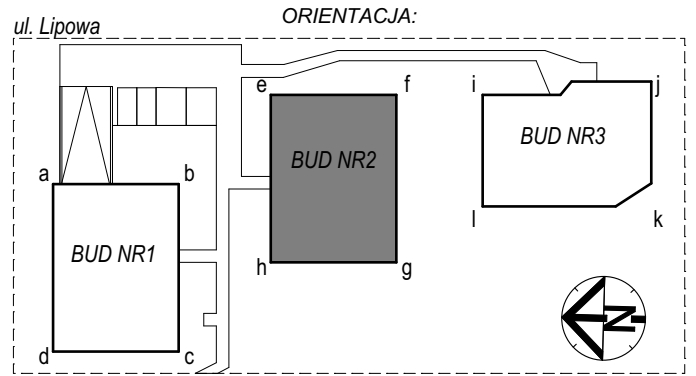 ORIENTACJA:
ul. Lipowa
e f i j
BUD NR3
BUD NR2
a b
l k
BUD NR1
h g
N
d c